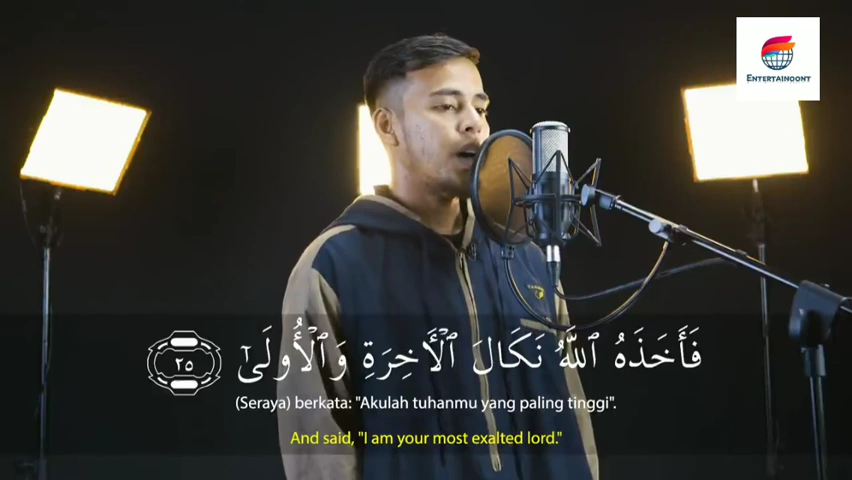 ENTERTAINOONT
فَأَخَذَهُ ٱللَّهُ نَكَالَ ٱلْأَخِرَةِ وَٱلْأُولَىٰٓ ٢٥
(Seraya) berkata: "Akulah tuhanmu yang paling tinggi".
And said, "I am your most exalted lord."